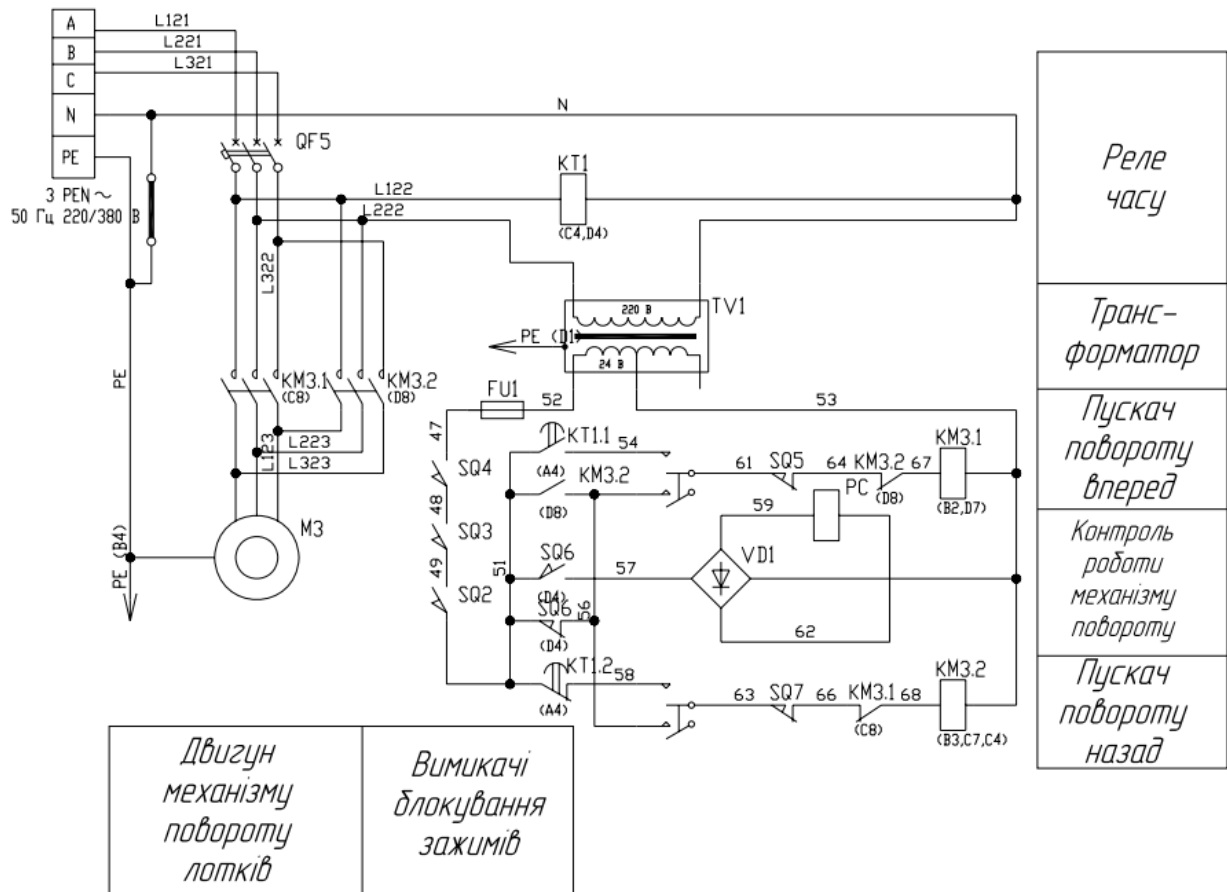 A
L121
B
L221
C
L321
N
N
PE
QF5
3 PEN ~
50 Гц 220/380 В
L122
KT1
L222
(C4,D4)
L322
220 В
TV1
PE (D1)
24 В
PE
KM3.1
(C8)
KM3.2
(D8)
FU1
52
53
47
L123
L223
L323
KT1.1
54
(A4)
SQ4
48
KM3.2
(D8)
61
SQ5
64
KM3.2
(D8)
67
KM3.1
(B2,D7)
PE (B4)
M3
SQ3
49
SQ2
51
SQ6
(D4)
57
59
PC
VD1
62
SQ6
(D4)
56
KT1.2
(A4)
58
63
SQ7
66
KM3.1
(C8)
68
KM3.2
(B3,C7,C4)
Реле
часу
Транс-
форматор
Пускач
повороту
вперед
Контроль
роботи
механізму
повороту
Пускач
повороту
назад
Двигун
механізму
повороту
лотків
Вимикачі
блокування
зажимів